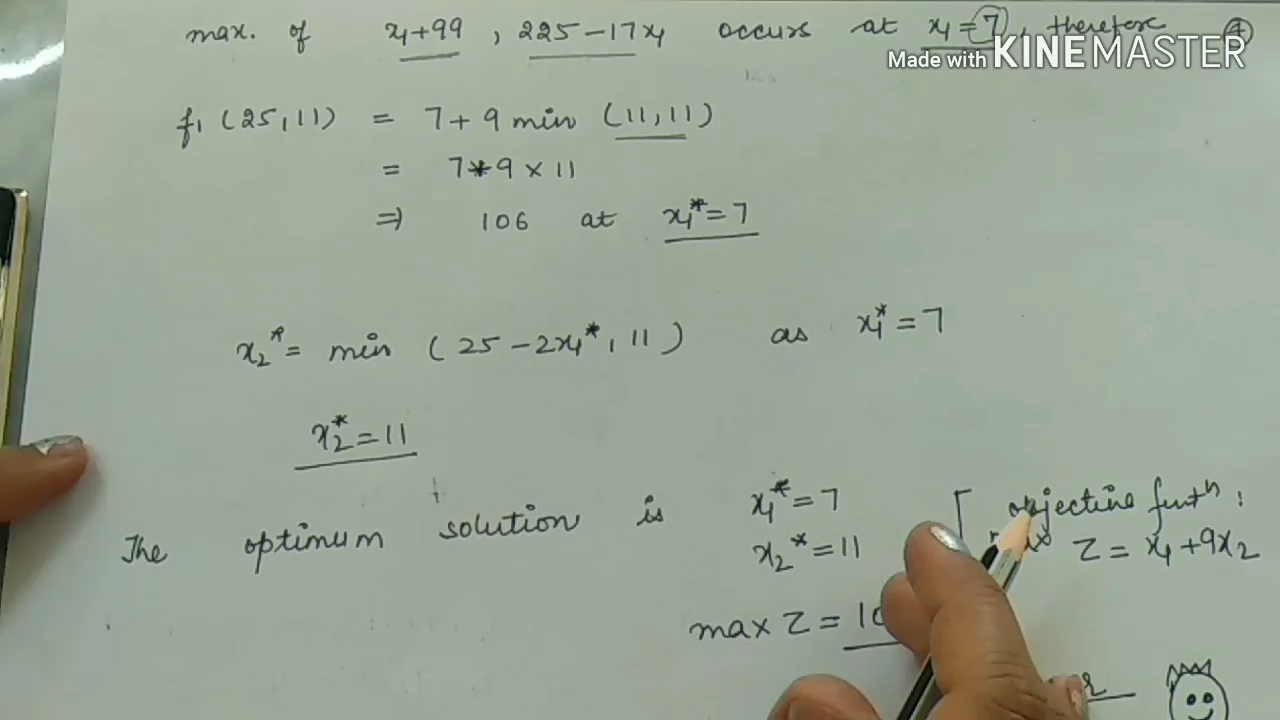 max. of x₁+99 , 225-17x₁ occurs at x₁=7, therefore ④
Made with KINEMASTER
f₁ (25,11) = 7+9 min (11,11)
= 7*9×11
⇒ 106 at x₁*=7
x₂*= min (25-2x₁*, 11) as x₁*=7
x₂*=11
The optimum solution is x₁*=7
x₂*=11
max Z = 10
[ objective functⁿ:
Z = x₁+9x₂